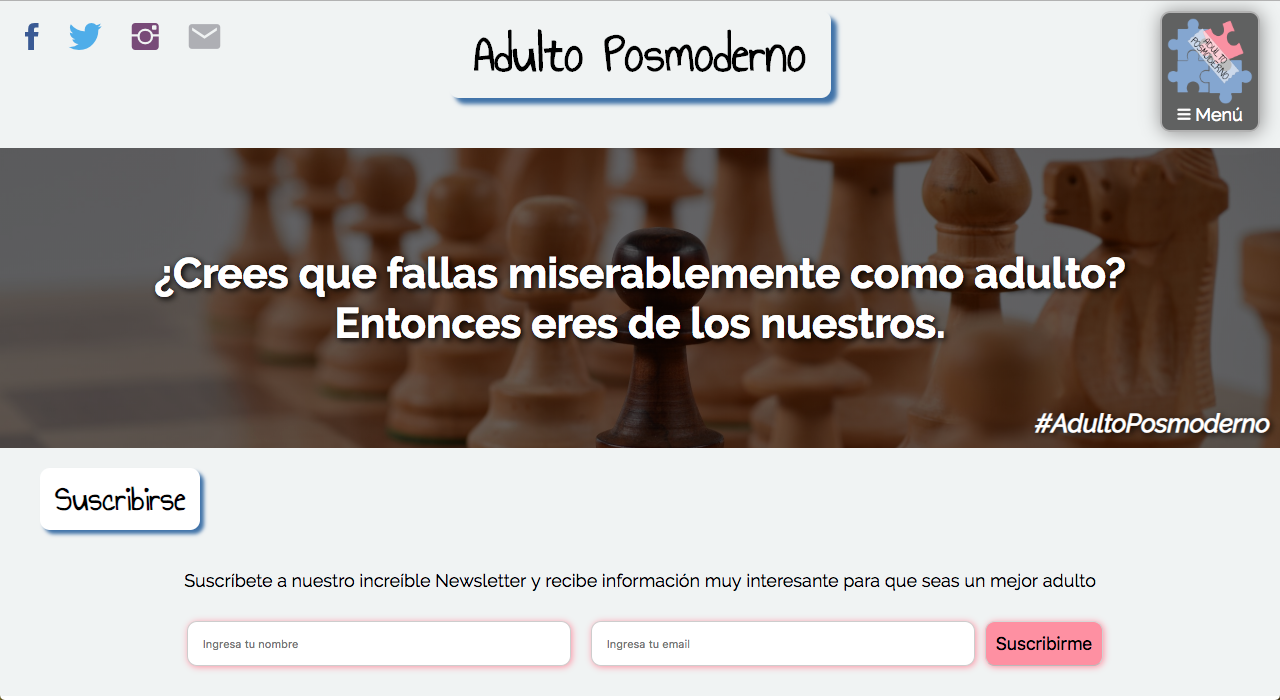 Adulto Posmoderno
ADULTO
POSMODERNO
Menú
¿Crees que fallas miserablemente como adulto?
Entonces eres de los nuestros.
#AdultoPosmoderno
Suscribirse
Suscríbete a nuestro increíble Newsletter y recibe información muy interesante para que seas un mejor adulto
Ingresa tu nombre
Ingresa tu email
Suscribirme